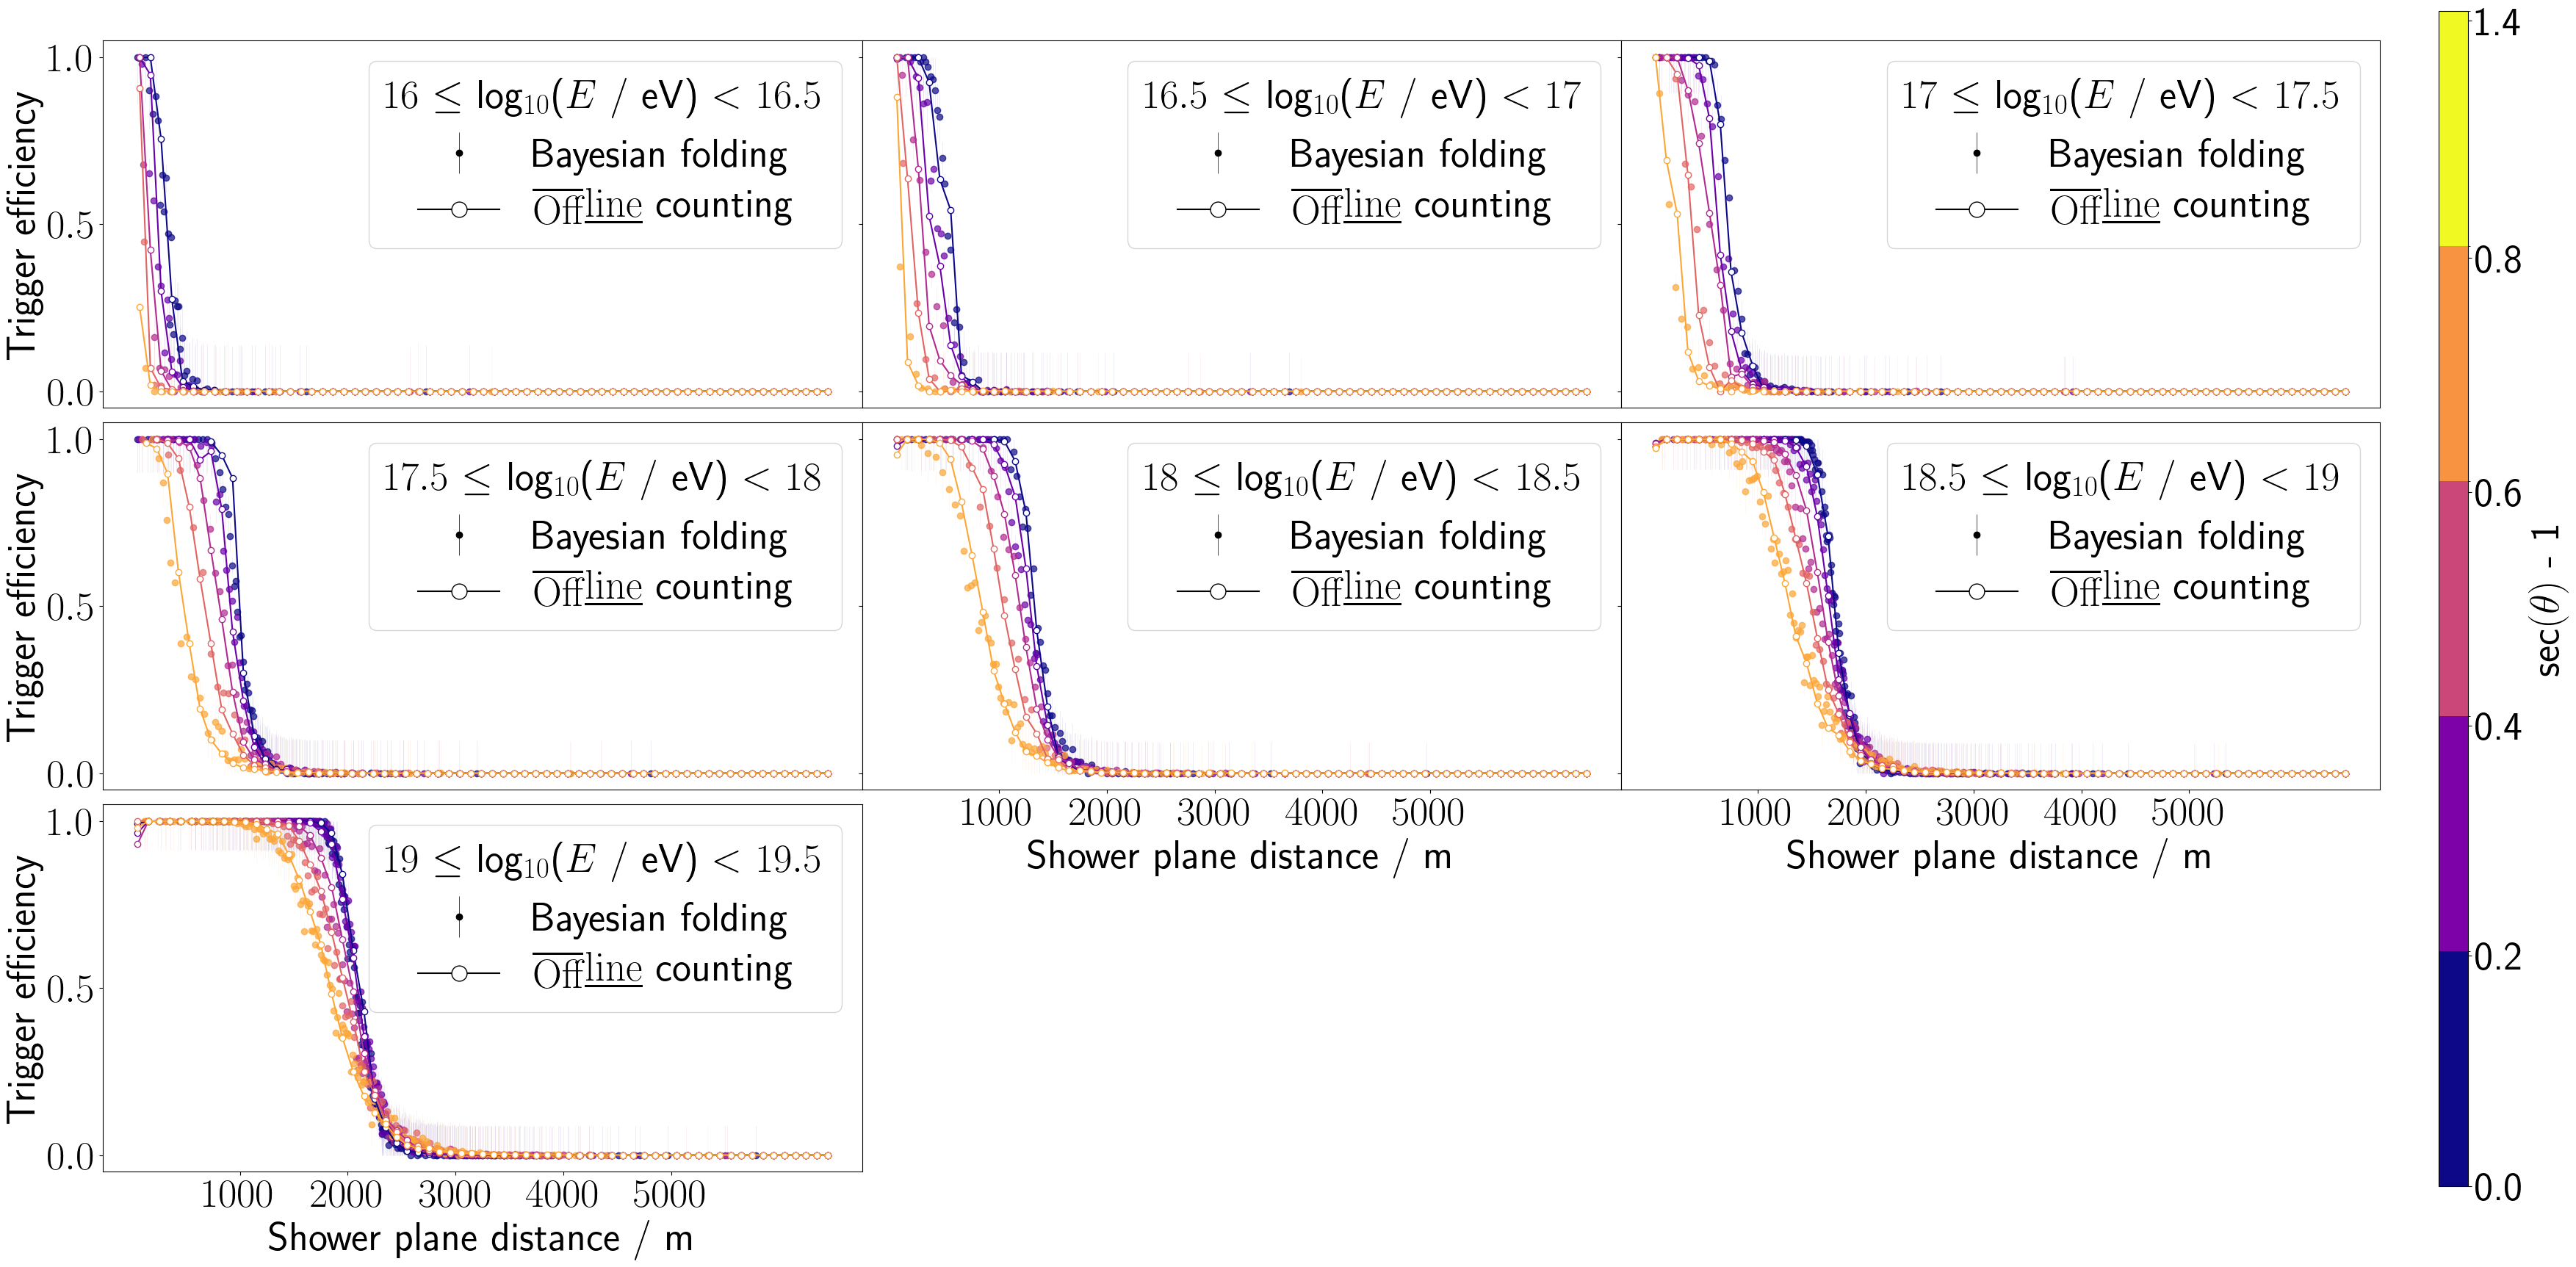 Trigger efficiency
1.0
0.5
0.0
16 ≤ log10(E / eV) < 16.5
Bayesian folding
Offline counting
16.5 ≤ log10(E / eV) < 17
Bayesian folding
Offline counting
17 ≤ log10(E / eV) < 17.5
Bayesian folding
Offline counting
Trigger efficiency
1.0
0.5
0.0
17.5 ≤ log10(E / eV) < 18
Bayesian folding
Offline counting
18 ≤ log10(E / eV) < 18.5
Bayesian folding
Offline counting
1000 2000 3000 4000 5000
Shower plane distance / m
18.5 ≤ log10(E / eV) < 19
Bayesian folding
Offline counting
1000 2000 3000 4000 5000
Shower plane distance / m
Trigger efficiency
1.0
0.5
0.0
19 ≤ log10(E / eV) < 19.5
Bayesian folding
Offline counting
1000 2000 3000 4000 5000
Shower plane distance / m
1.4
0.8
0.6
0.4
0.2
0.0
sec(θ) - 1